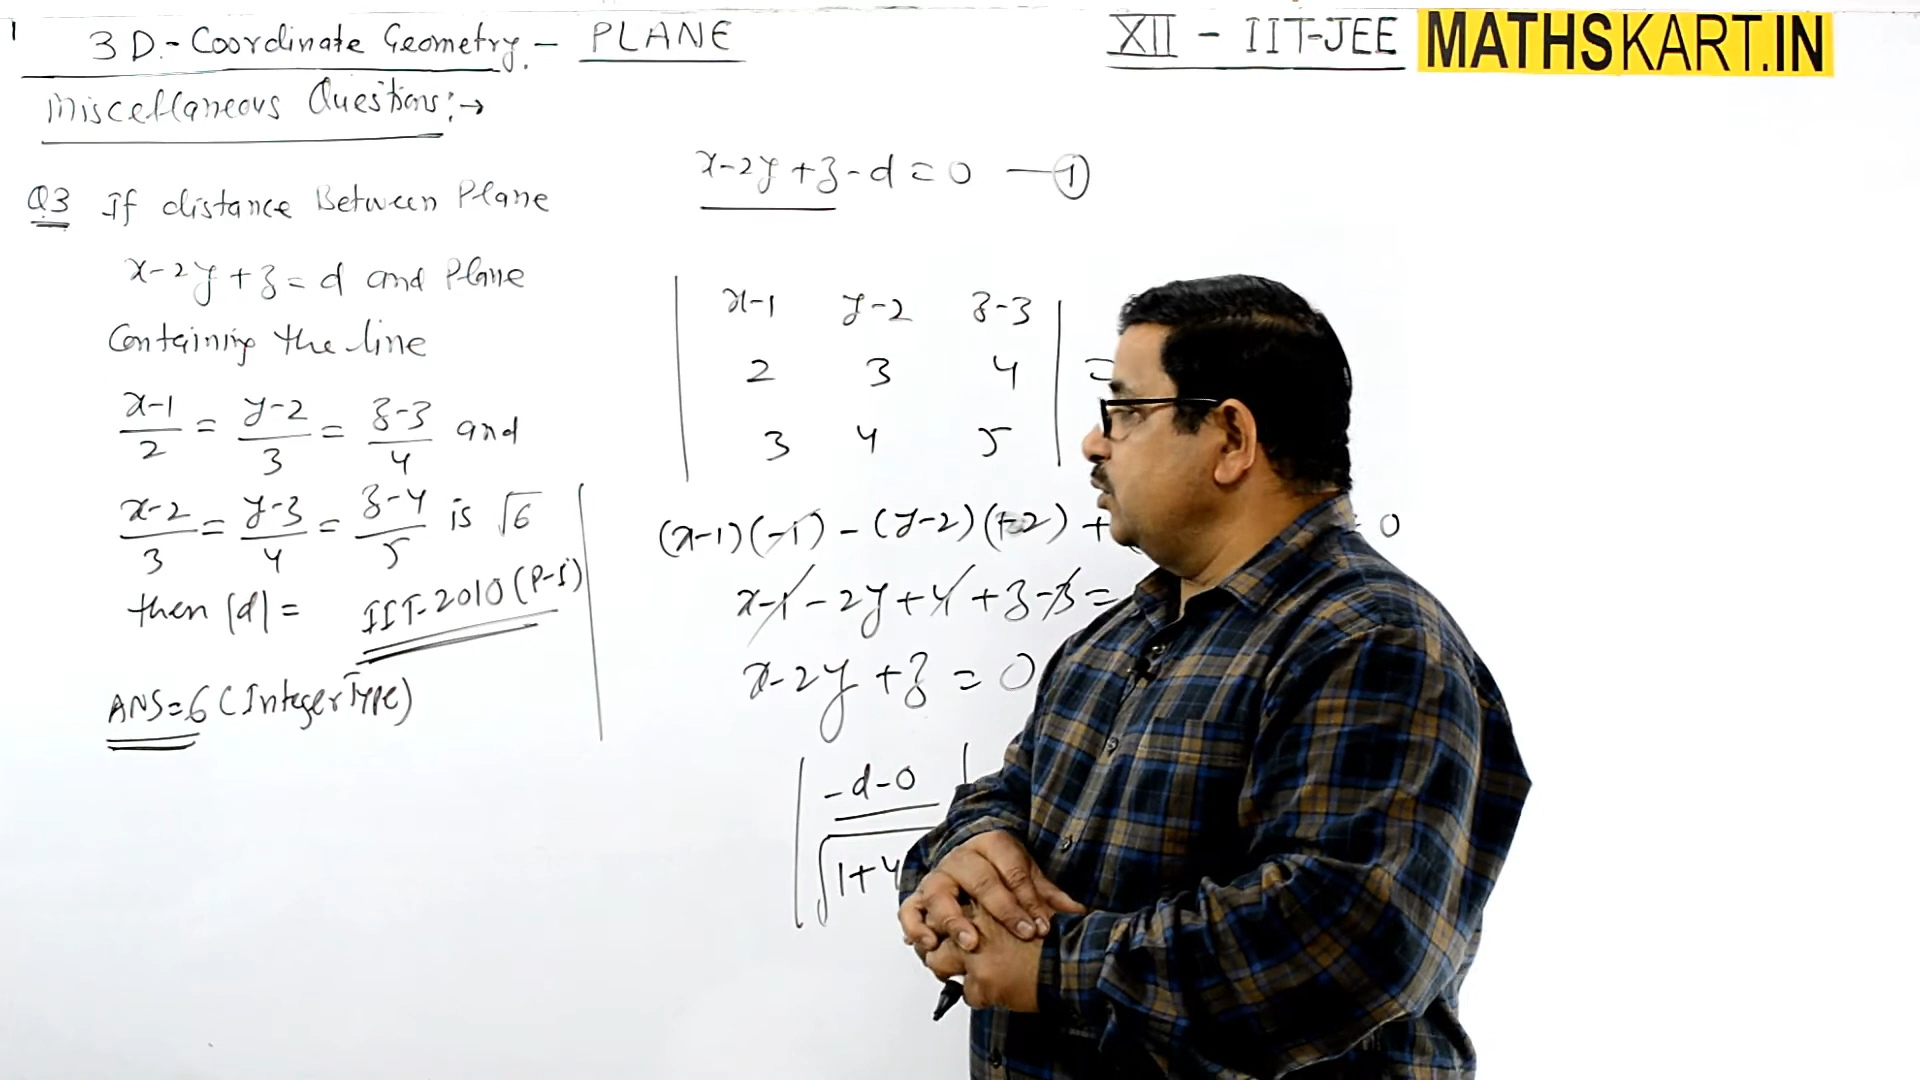 1
3D.- Coordinate Geometry. - PLANE
XII - IIT-JEE
MATHSKART.IN
Miscellaneous Questions:→
Q3 If distance Between Plane
x-2y+z=d and Plane
Containing the line
x-1/2 = y-2/3 = z-3/4 and
x-2/3 = y-3/4 = z-4/5 is √6
then |d|= IIT-2010 (P-I)
ANS=6 (Integer Type)
x-2y+z-d=0 —①
| x-1 y-2 z-3 |
| 2 3 4 | =
| 3 4 5 |
(x-1)(-1) - (y-2)(-2) + = 0
x-1-2y+4+z-3=
x-2y+z=0
| -d-0 |
√1+4